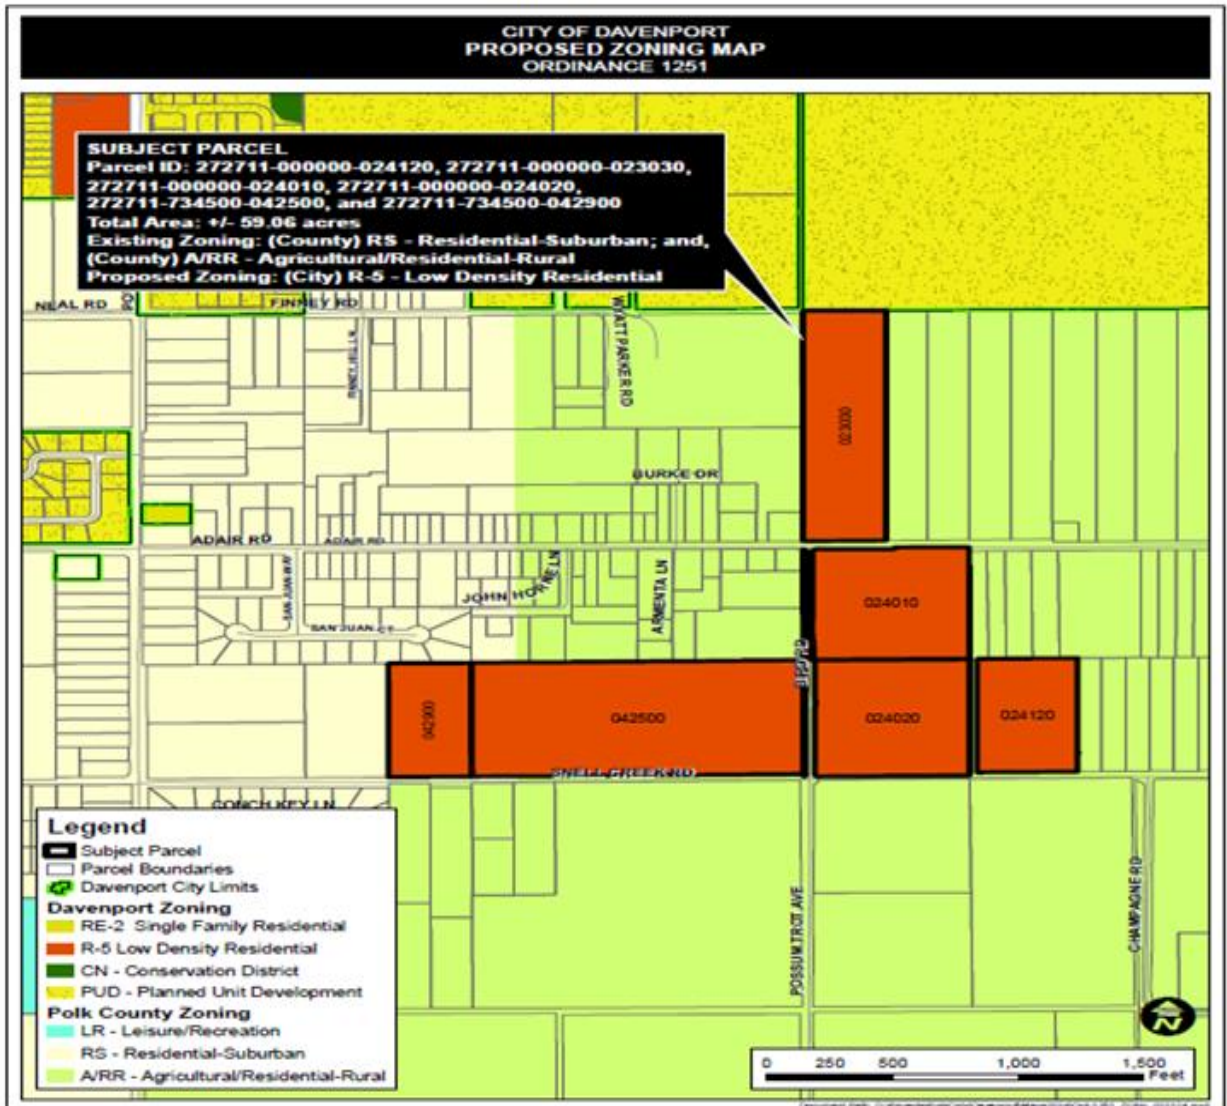 CITY OF DAVENPORT
PROPOSED ZONING MAP
ORDINANCE 1251
SUBJECT PARCEL
Parcel ID: 272711-000000-024120, 272711-000000-023030,
272711-000000-024010, 272711-000000-024020,
272711-734500-042500, and 272711-734500-042900
Total Area: +/- 59.06 acres
Existing Zoning: (County) RS - Residential-Suburban; and,
(County) A/RR - Agricultural/Residential-Rural
Proposed Zoning: (City) R-5 - Low Density Residential
NEAL RD
FINNEY RD
WYATT PARKER RD
BURKE DR
ADAIR RD
ADAIR RD
SAN JUAN WAY
JOHN HORNE LN
ARMENTA LN
SAN JUAN CT
024010
042900
042500
024020
024120
SNELL CREEK RD
CONCH KEY LN
POSSUM TROT AVE
CHAMPAGNE RD
Legend
Subject Parcel
Parcel Boundaries
Davenport City Limits
Davenport Zoning
RE-2 Single Family Residential
R-5 Low Density Residential
CN - Conservation District
PUD - Planned Unit Development
Polk County Zoning
LR - Leisure/Recreation
RS - Residential-Suburban
A/RR - Agricultural/Residential-Rural
N
0 250 500 1,000 1,500
Feet